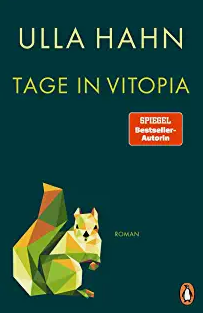 ULLA HAHN
TAGE IN VITOPIA
SPIEGEL
Bestseller-
Autorin
ROMAN